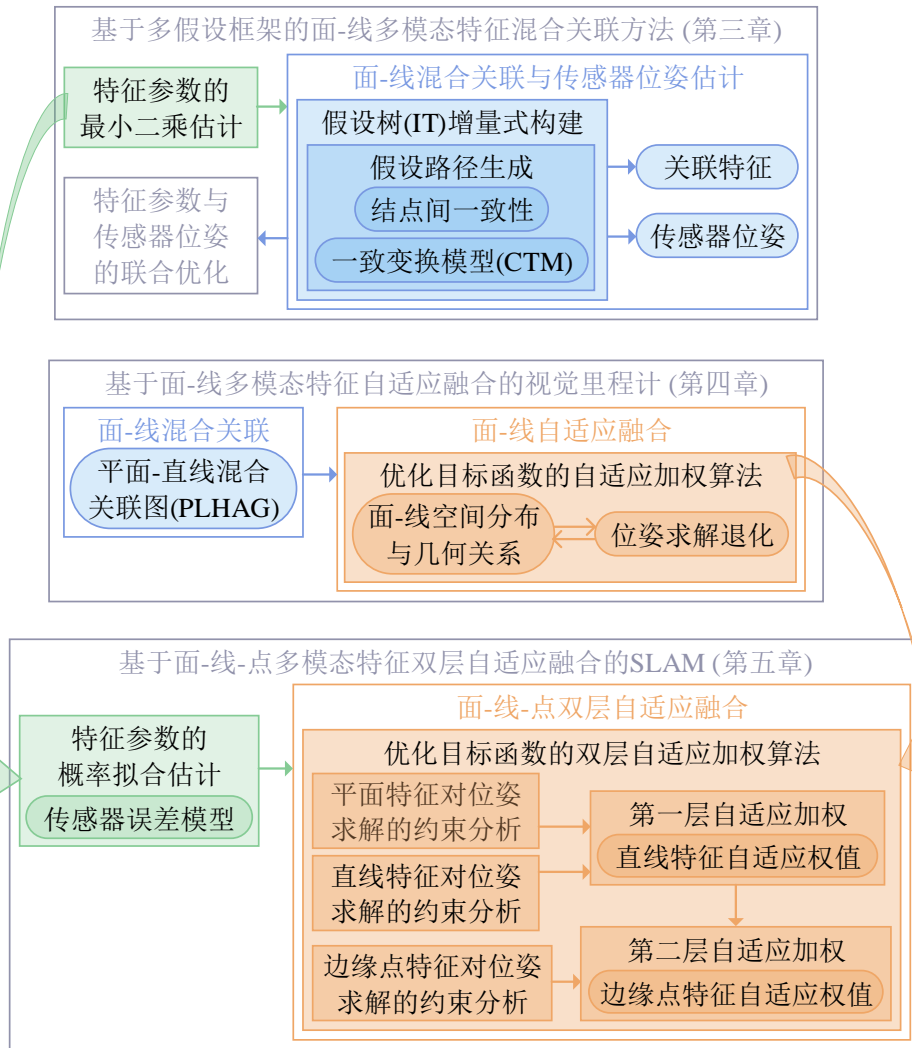 基于多假设框架的面-线多模态特征混合关联方法 (第三章)
特征参数的
最小二乘估计
面-线混合关联与传感器位姿估计
假设树(IT)增量式构建
假设路径生成
结点间一致性
一致变换模型(CTM)
关联特征
传感器位姿
特征参数与
传感器位姿
的联合优化
基于面-线多模态特征自适应融合的视觉里程计 (第四章)
面-线混合关联
平面-直线混合
关联图(PLHAG)
面-线自适应融合
优化目标函数的自适应加权算法
面-线空间分布
与几何关系
位姿求解退化
基于面-线-点多模态特征双层自适应融合的SLAM (第五章)
特征参数的
概率拟合估计
传感器误差模型
面-线-点双层自适应融合
优化目标函数的双层自适应加权算法
平面特征对位姿
求解的约束分析
直线特征对位姿
求解的约束分析
第一层自适应加权
直线特征自适应权值
边缘点特征对位姿
求解的约束分析
第二层自适应加权
边缘点特征自适应权值